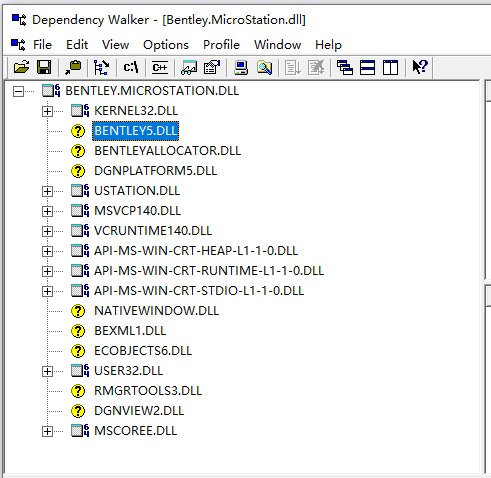 Dependency Walker - [Bentley.MicroStation.dll]
File Edit View Options Profile Window Help
C:\ C++
BENTLEY.MICROSTATION.DLL
KERNEL32.DLL
BENTLEY5.DLL
BENTLEYALLOCATOR.DLL
DGNPLATFORM5.DLL
USTATION.DLL
MSVCP140.DLL
VCRUNTIME140.DLL
API-MS-WIN-CRT-HEAP-L1-1-0.DLL
API-MS-WIN-CRT-RUNTIME-L1-1-0.DLL
API-MS-WIN-CRT-STDIO-L1-1-0.DLL
NATIVEWINDOW.DLL
BEXML1.DLL
ECOBJECTS6.DLL
USER32.DLL
RMGRTOOLS3.DLL
DGNVIEW2.DLL
MSCOREE.DLL